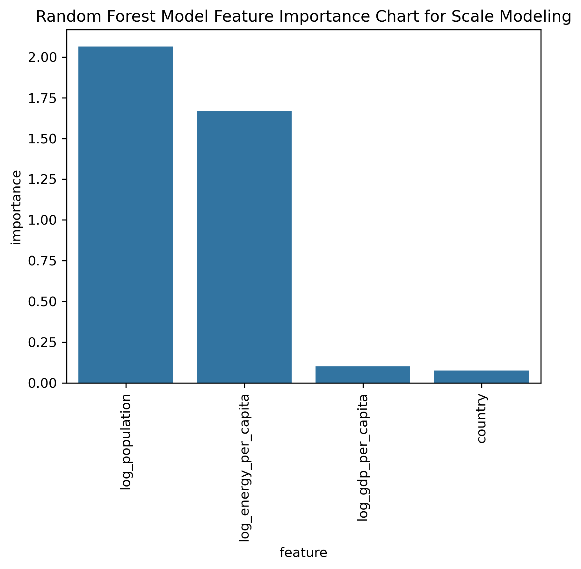 Random Forest Model Feature Importance Chart for Scale Modeling
importance
2.00
1.75
1.50
1.25
1.00
0.75
0.50
0.25
0.00
log_population
log_energy_per_capita
log_gdp_per_capita
country
feature